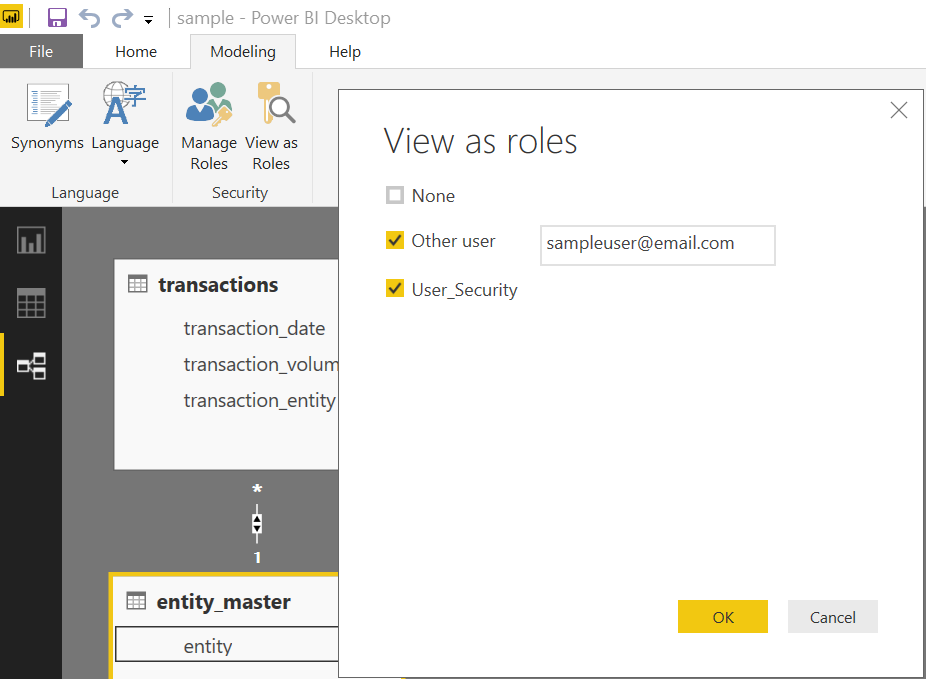 sample - Power BI Desktop
File Home Modeling Help
Synonyms Language Manage Roles View as Roles
Language Security
View as roles
None
Other user sampleuser@email.com
User_Security
transactions
transaction_date
transaction_volum
transaction_entity
*
1
entity_master
entity
OK Cancel